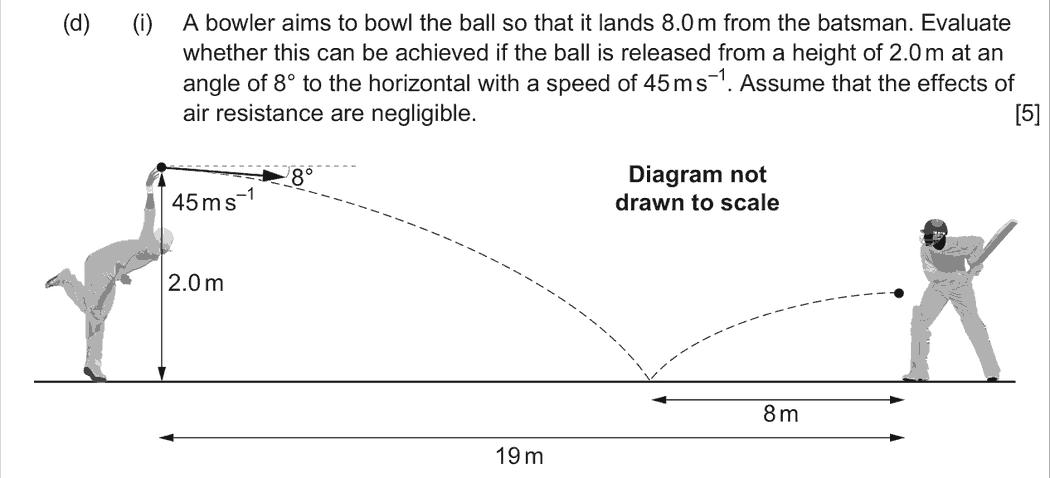 (d) (i) A bowler aims to bowl the ball so that it lands 8.0 m from the batsman. Evaluate
whether this can be achieved if the ball is released from a height of 2.0 m at an
angle of 8° to the horizontal with a speed of 45 m s⁻¹. Assume that the effects of
air resistance are negligible. [5]
8°
Diagram not
drawn to scale
45 m s⁻¹
2.0 m
8 m
19 m